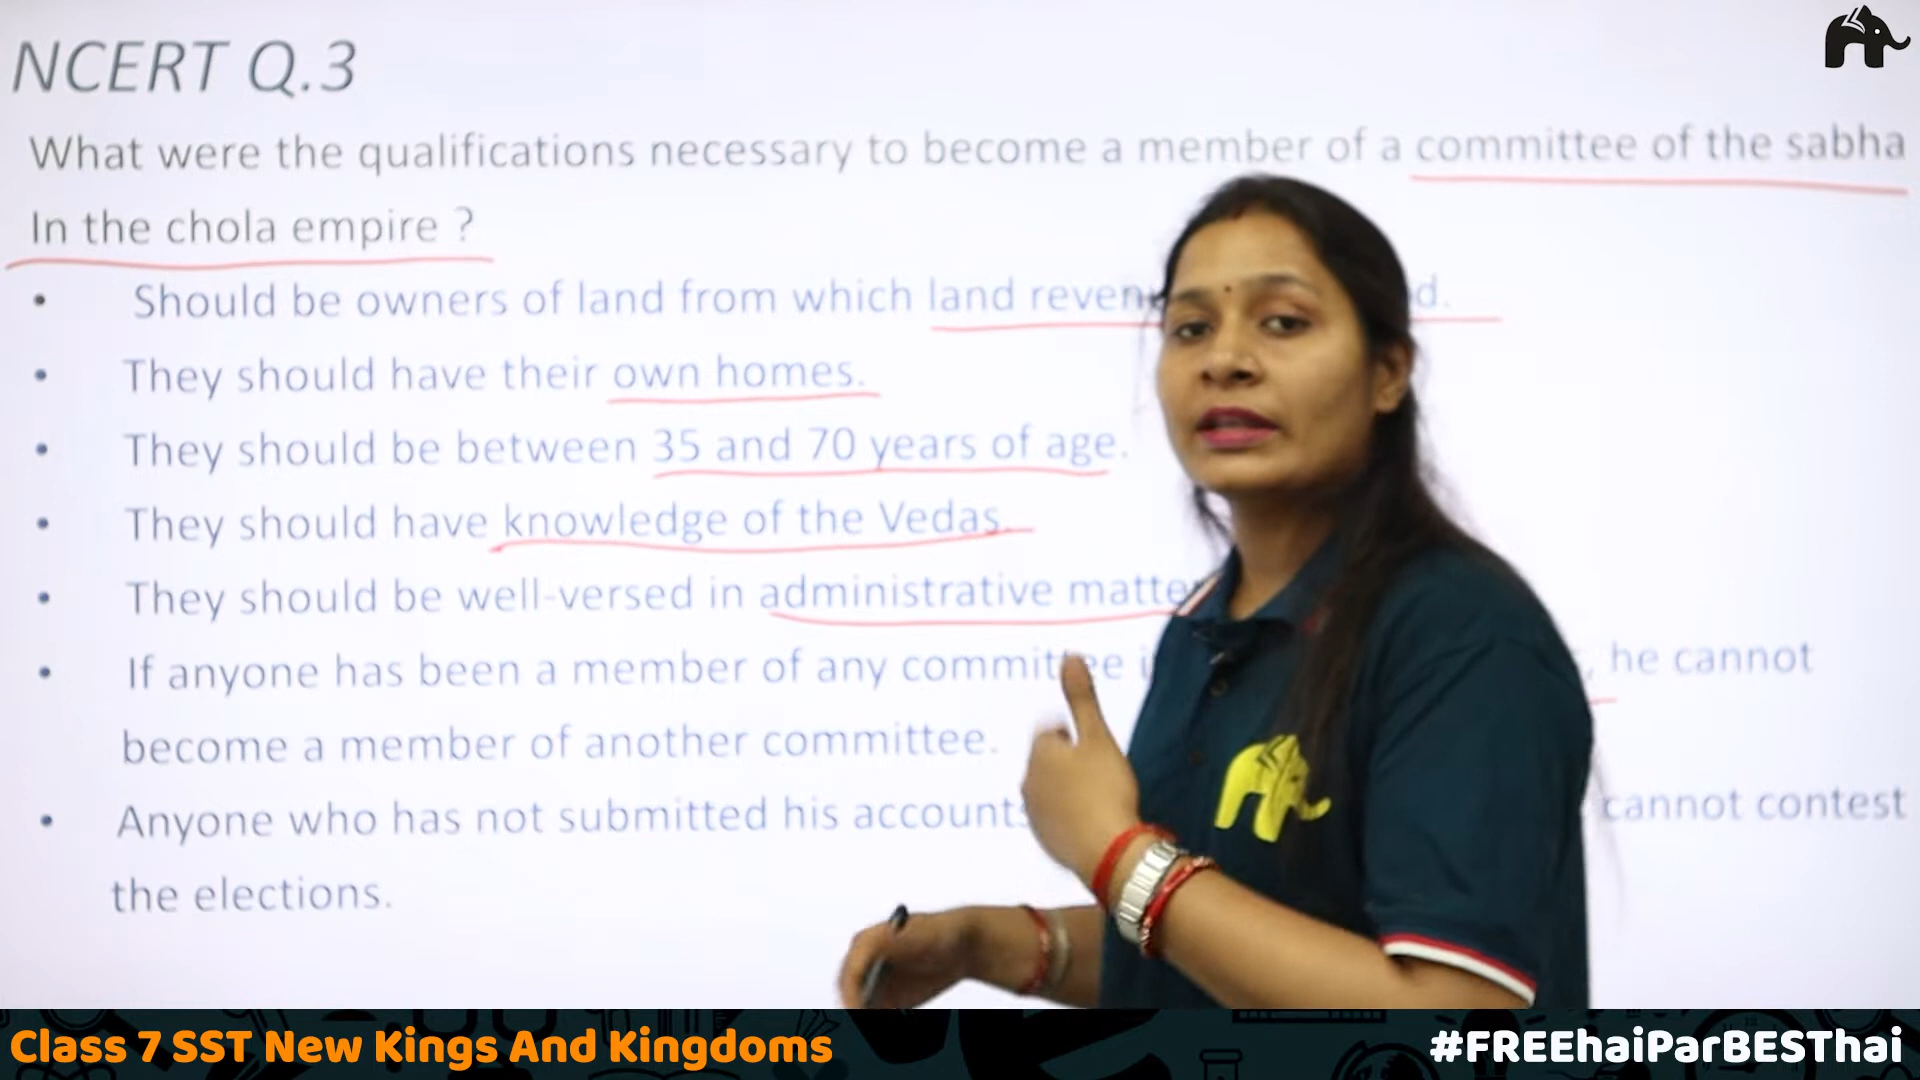 NCERT Q.3
What were the qualifications necessary to become a member of a committee of the sabha
In the chola empire ?
• Should be owners of land from which land d.
• They should have their own homes.
• They should be between 35 and 70 years of age.
• They should have knowledge of the Vedas.
• They should be well-versed in administrative
• If anyone has been a member of any committee , he cannot
become a member of another committee.
• Anyone who has not submitted his accounts cannot contest
the elections.
Class 7 SST New Kings And Kingdoms #FREEhaiParBESThai